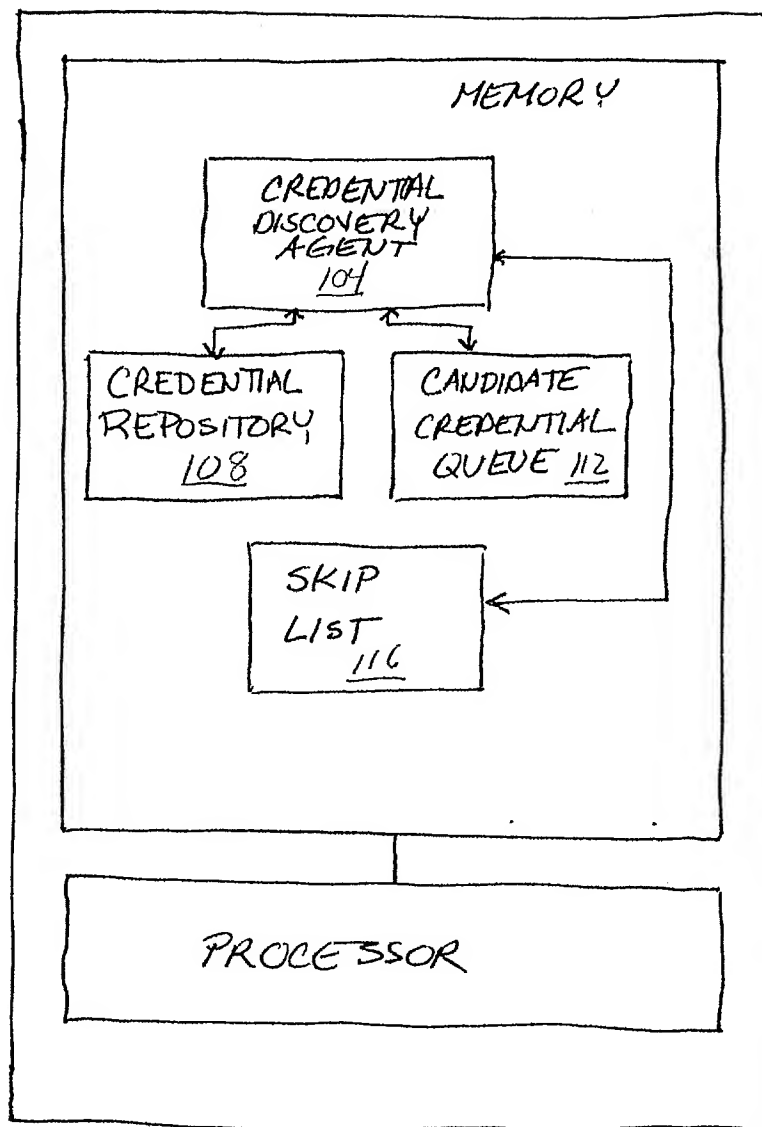 MEMORY
CREDENTIAL
DISCOVERY
AGENT
104
CREDENTIAL
REPOSITORY
108
CANDIDATE
CREDENTIAL
QUEUE 112
SKIP
LIST
116
PROCESSOR